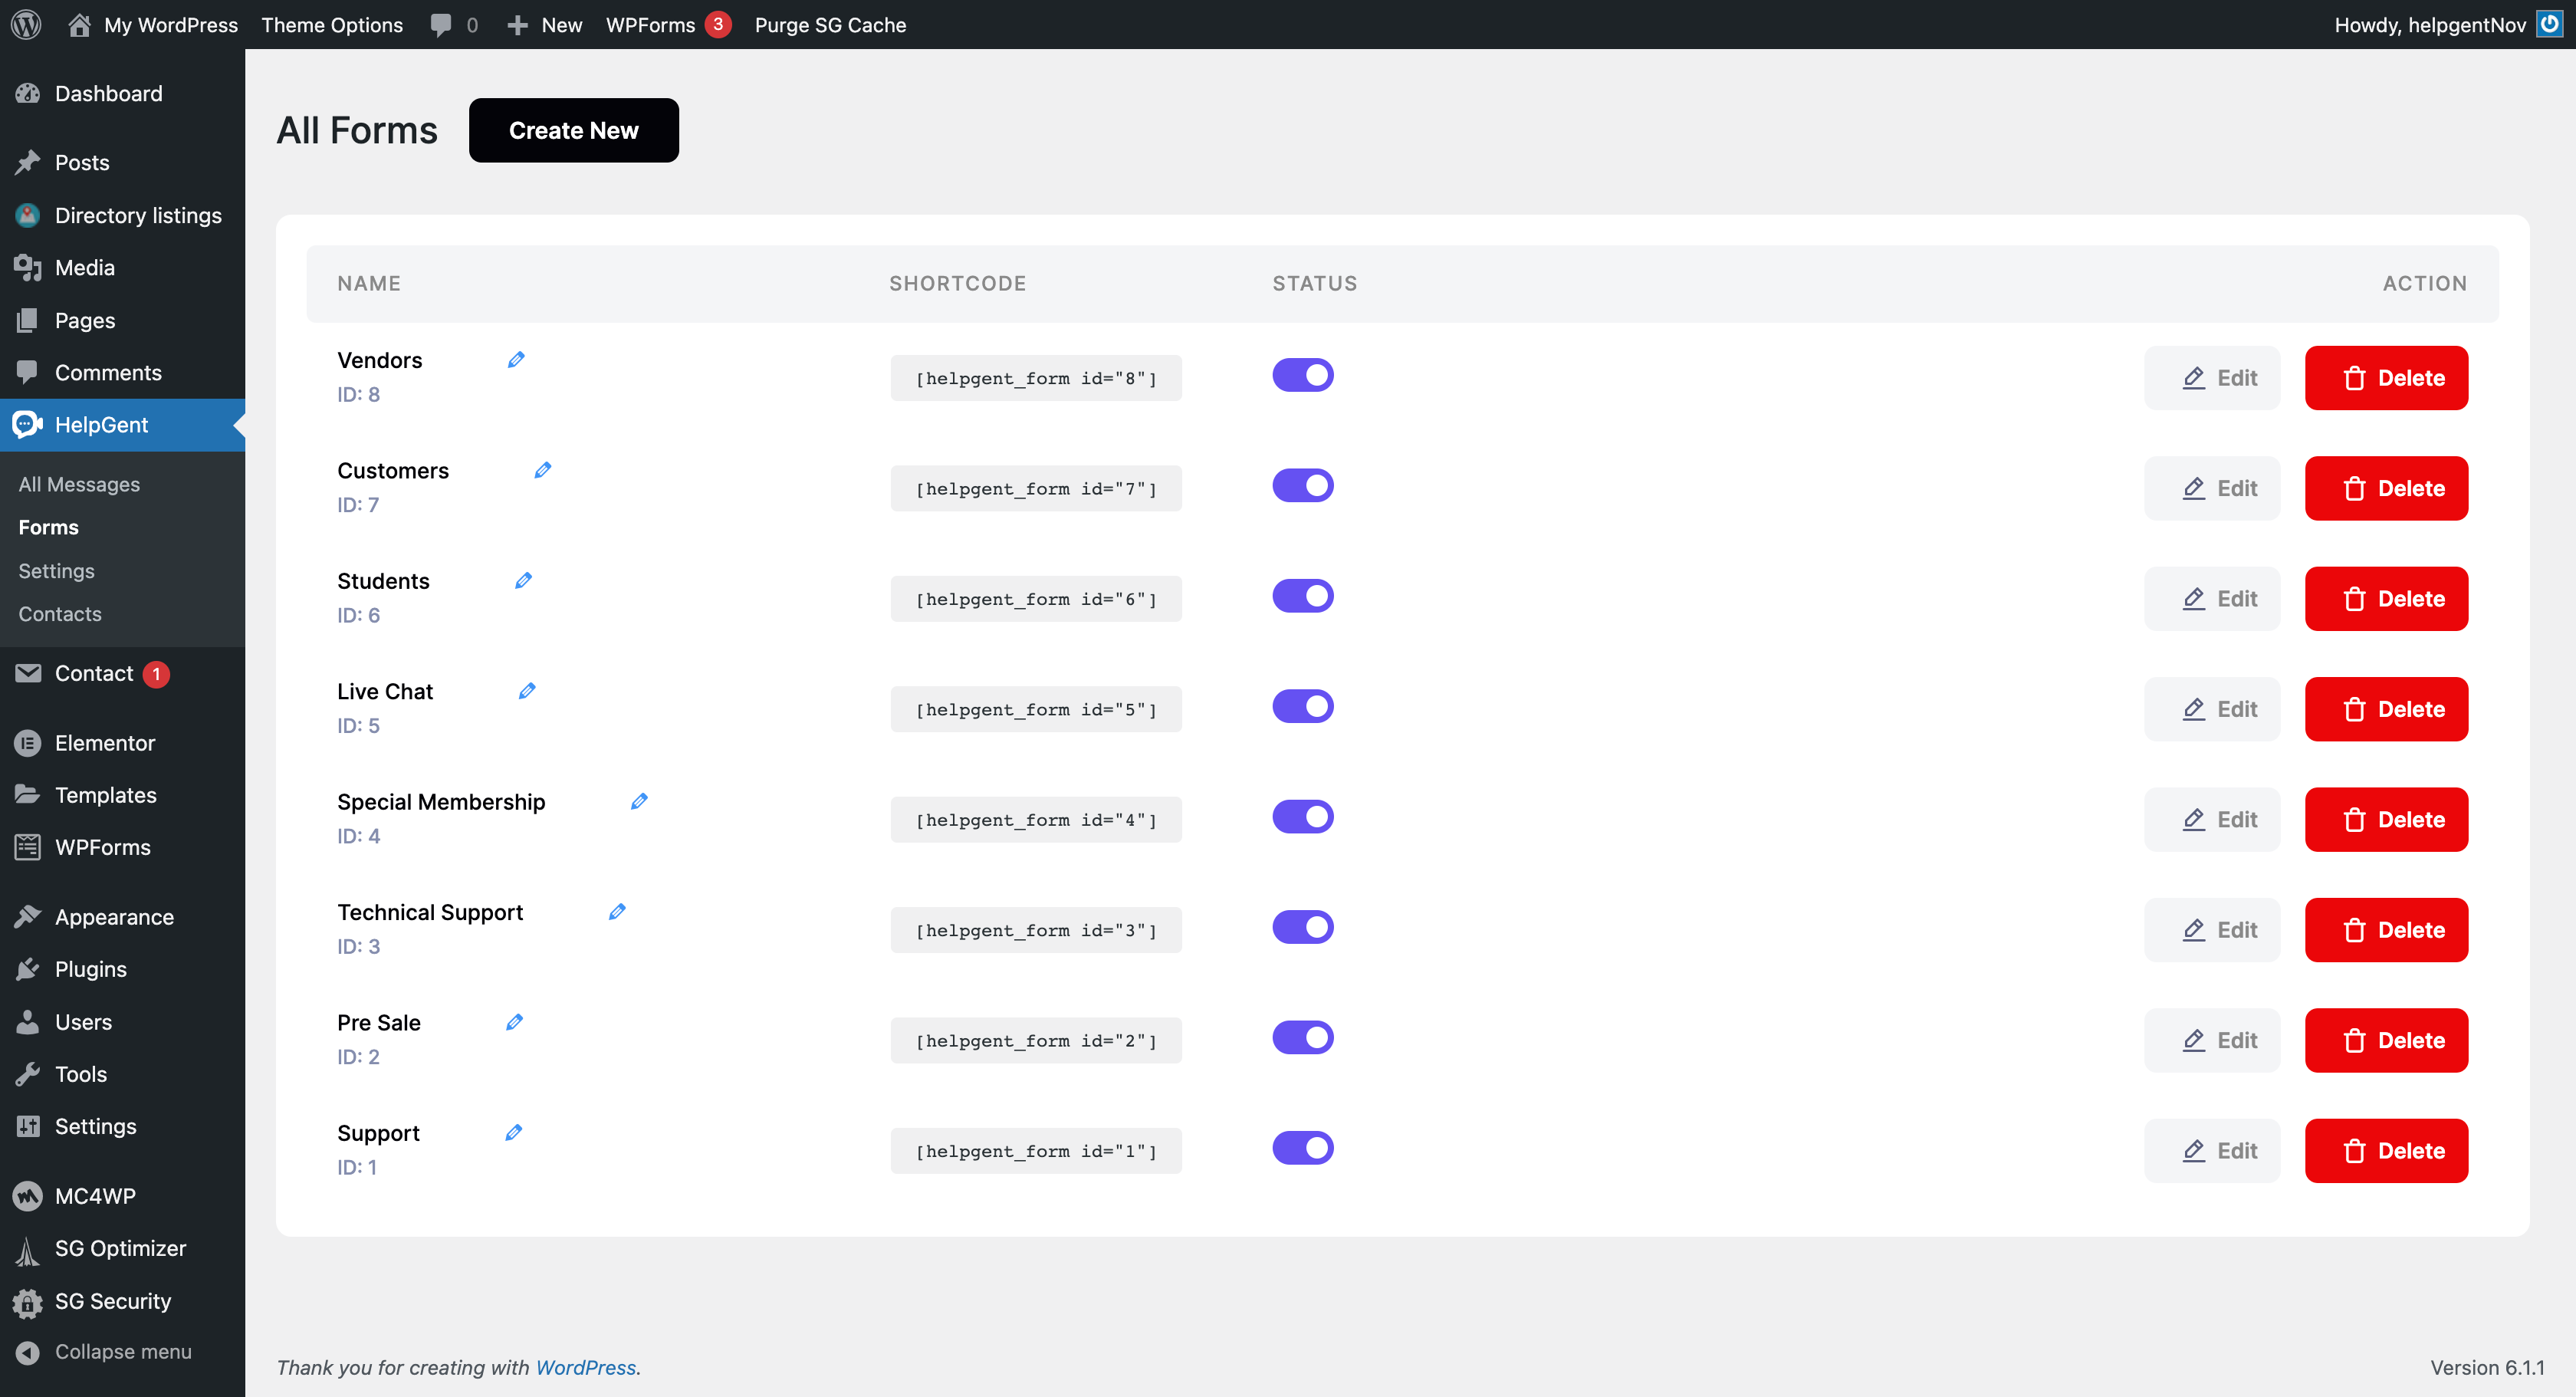 My WordPress Theme Options 0 New WPForms 3 Purge SG Cache Howdy, helpgentNov
Dashboard
Posts
Directory listings
Media
Pages
Comments
HelpGent
All Messages
Forms
Settings
Contacts
Contact 1
Elementor
Templates
WPForms
Appearance
Plugins
Users
Tools
Settings
MC4WP
SG Optimizer
SG Security
Collapse menu
All Forms Create New
NAME SHORTCODE STATUS ACTION
Vendors
ID: 8
[helpgent_form id="8"] Edit Delete
Customers
ID: 7
[helpgent_form id="7"] Edit Delete
Students
ID: 6
[helpgent_form id="6"] Edit Delete
Live Chat
ID: 5
[helpgent_form id="5"] Edit Delete
Special Membership
ID: 4
[helpgent_form id="4"] Edit Delete
Technical Support
ID: 3
[helpgent_form id="3"] Edit Delete
Pre Sale
ID: 2
[helpgent_form id="2"] Edit Delete
Support
ID: 1
[helpgent_form id="1"] Edit Delete
Thank you for creating with WordPress. Version 6.1.1